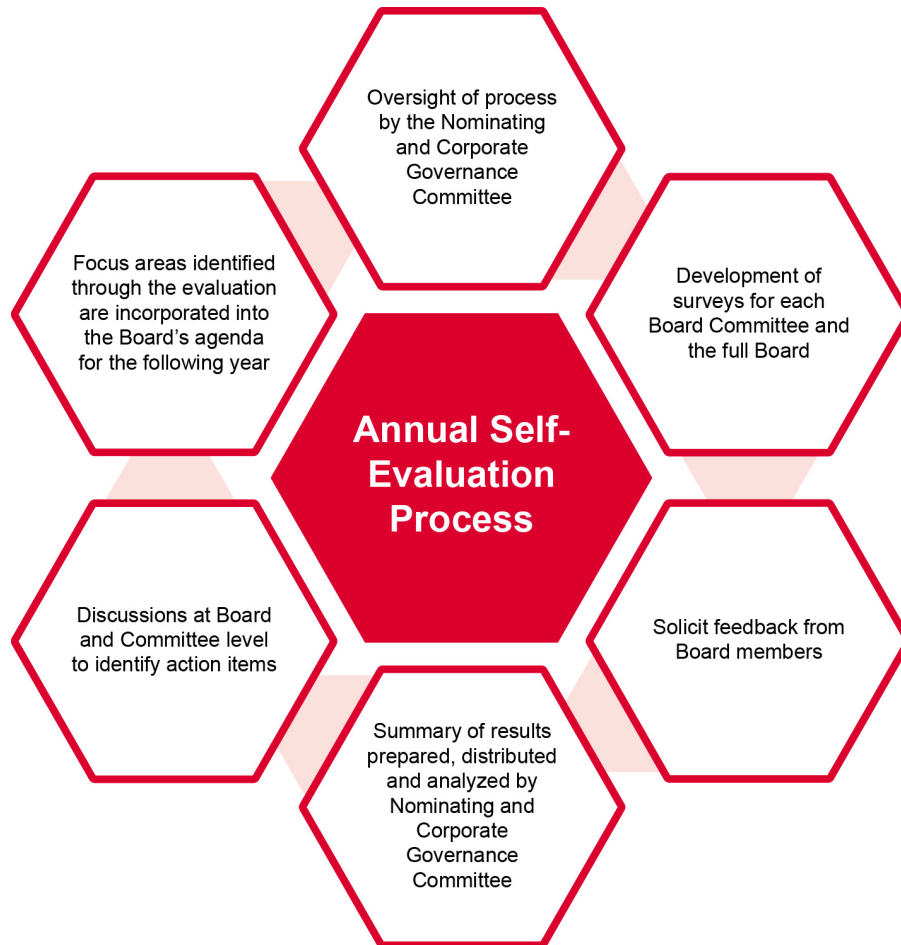 Oversight of process
by the Nominating
and Corporate
Governance
Committee
Development of
surveys for each
Board Committee and
the full Board
Solicit feedback from
Board members
Summary of results
prepared, distributed
and analyzed by
Nominating and
Corporate
Governance
Committee
Discussions at Board
and Committee level
to identify action items
Focus areas identified
through the evaluation
are incorporated into
the Board’s agenda
for the following year
Annual Self-
Evaluation
Process